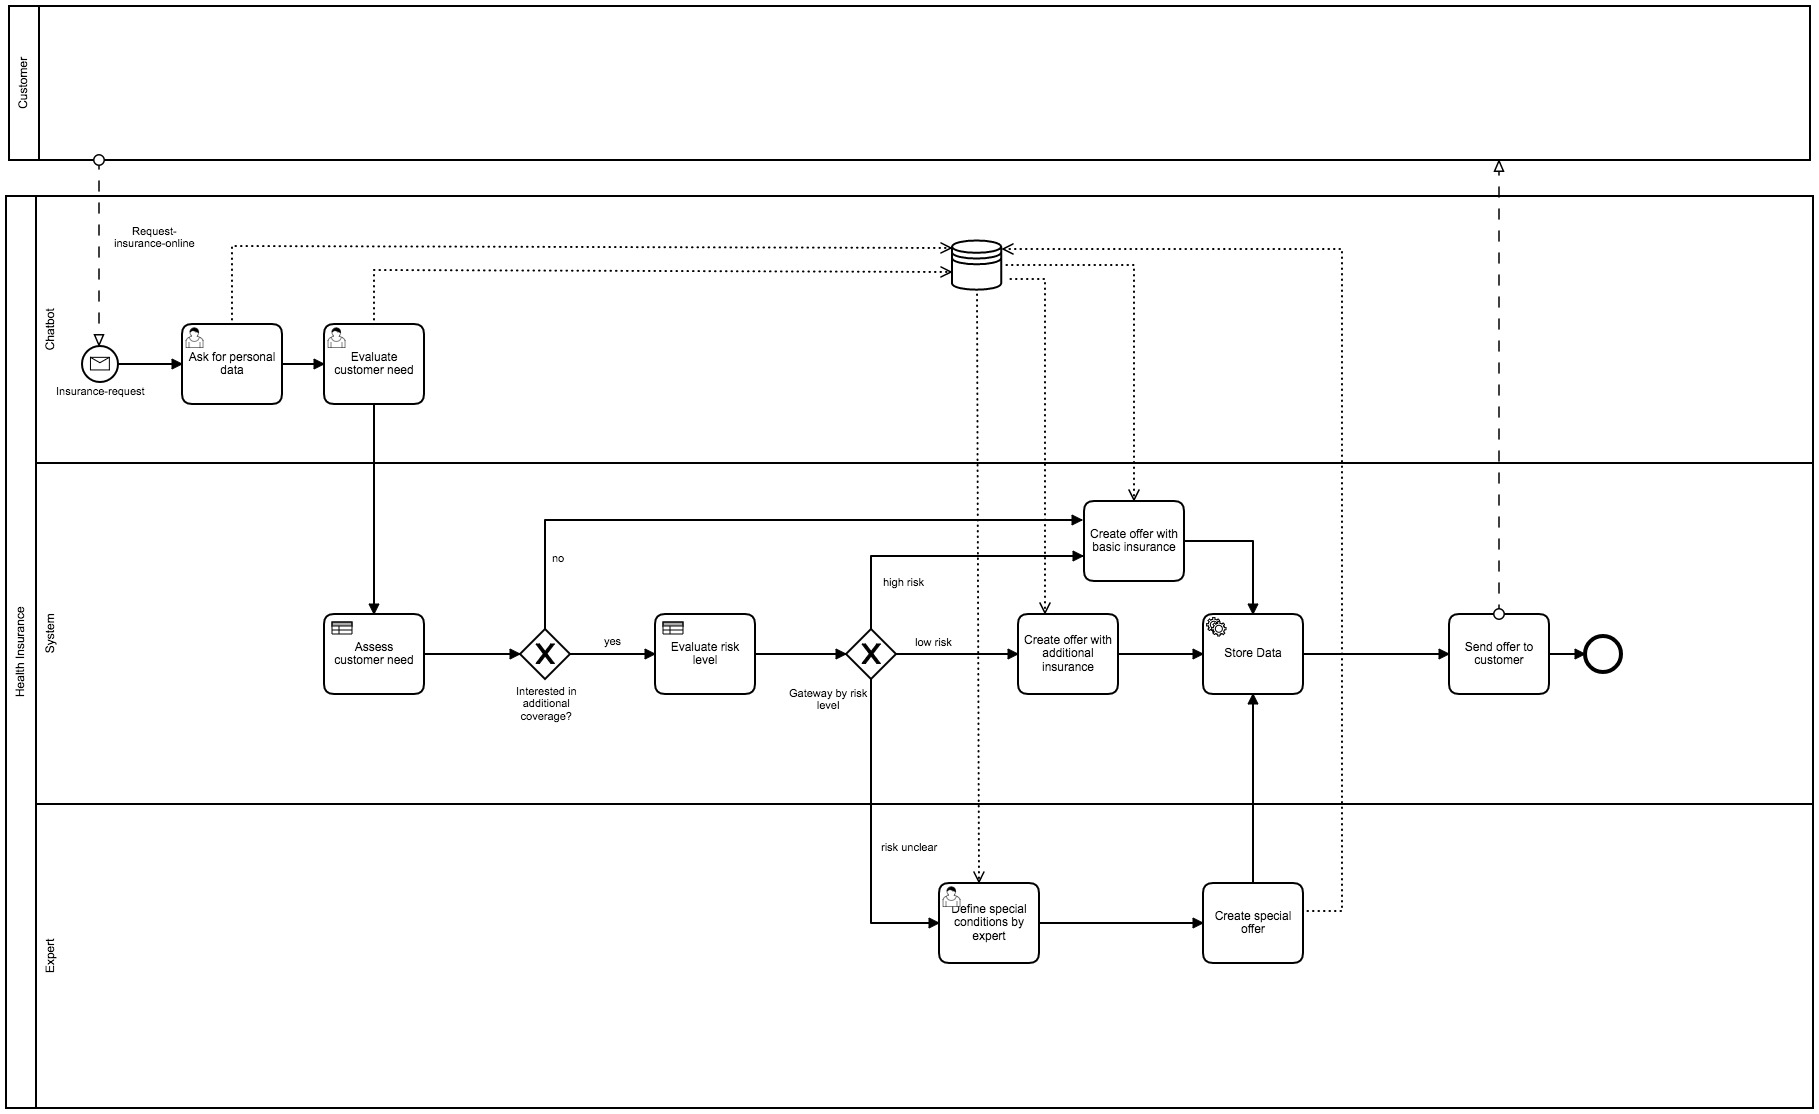 Customer
Request-
insurance-online
Health Insurance
Chatbot
Insurance-request
Ask for personal
data
Evaluate
customer need
System
Assess
customer need
no
Interested in
additional
coverage?
yes
Evaluate risk
level
Gateway by risk
level
high risk
low risk
risk unclear
Create offer with
basic insurance
Create offer with
additional
insurance
Store Data
Send offer to
customer
Expert
Define special
conditions by
expert
Create special
offer